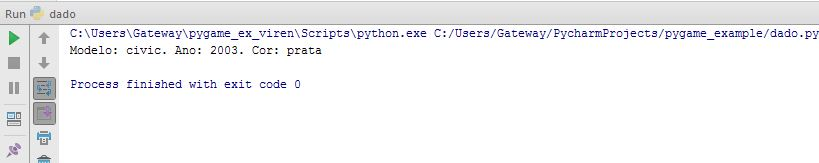 Run dado
C:\Users\Gateway\pygame_ex_viren\Scripts\python.exe C:/Users/Gateway/PycharmProjects/pygame_example/dado.py
Modelo: civic. Ano: 2003. Cor: prata
Process finished with exit code 0